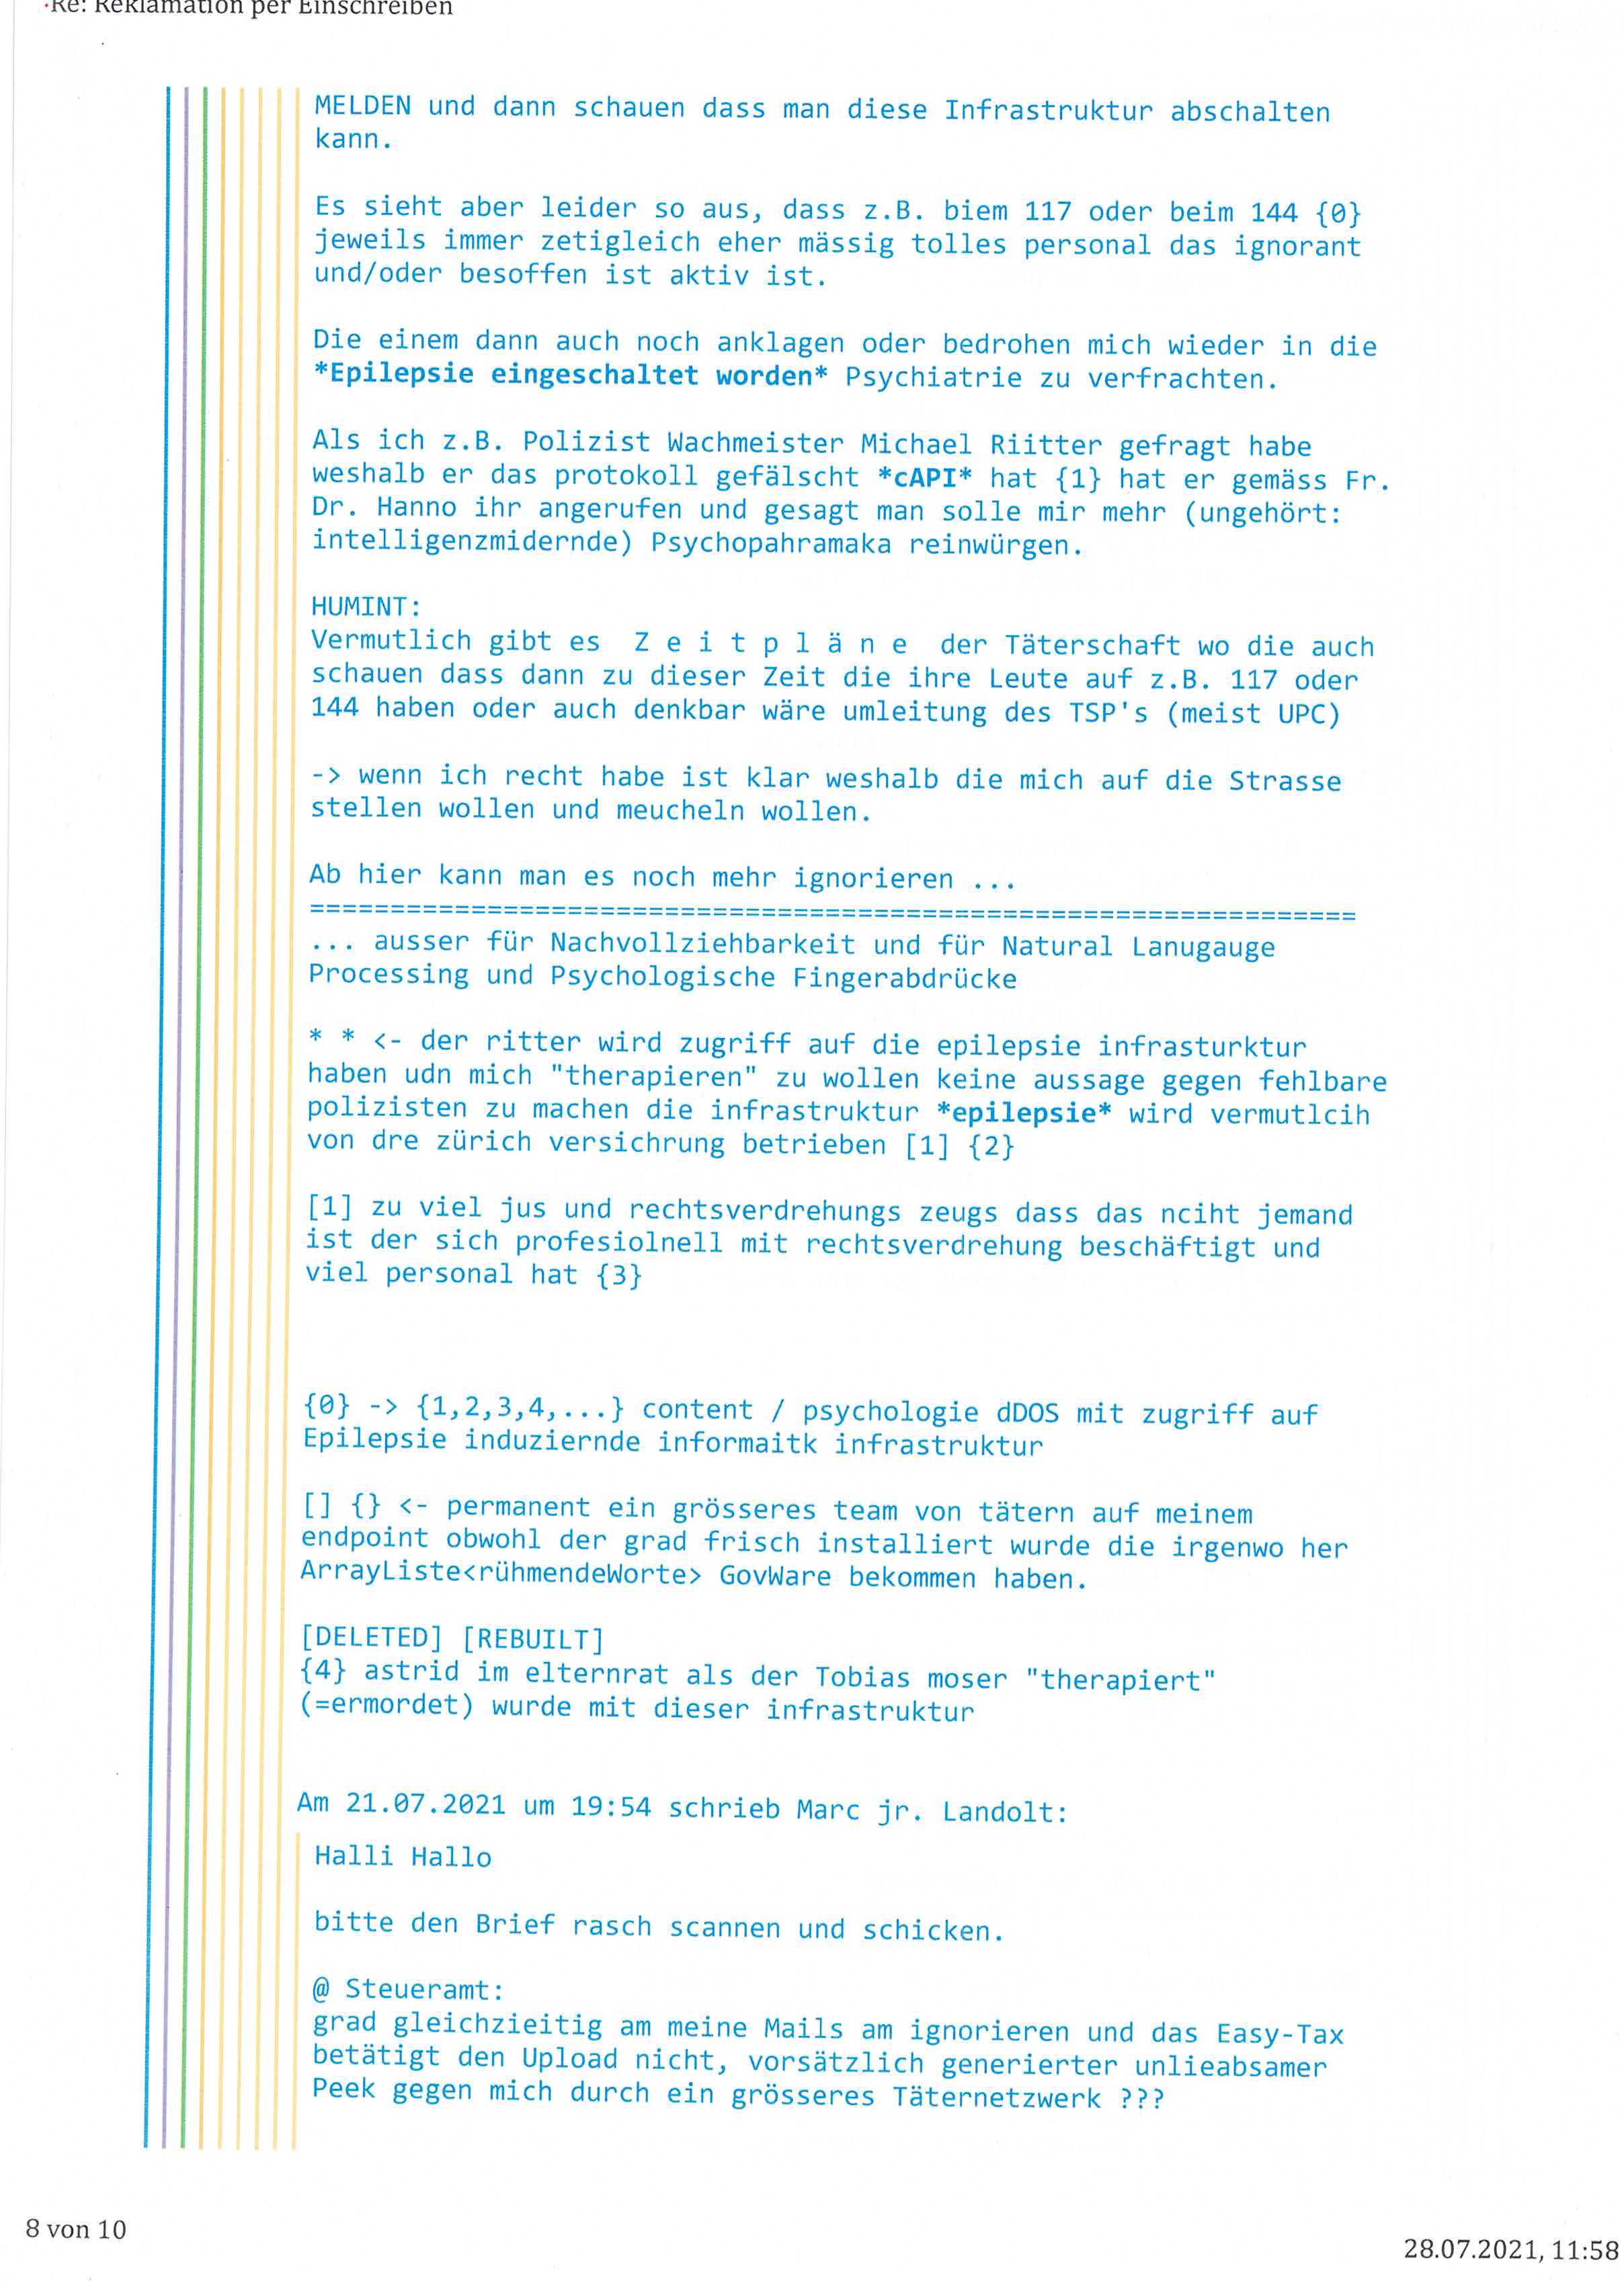 Re: Reklamation per Einschreiben
MELDEN und dann schauen dass man diese Infrastruktur abschalten
kann.
Es sieht aber leider so aus, dass z.B. biem 117 oder beim 144 {0}
jeweils immer zetigleich eher mässig tolles personal das ignorant
und/oder besoffen ist aktiv ist.
Die einem dann auch noch anklagen oder bedrohen mich wieder in die
*Epilepsie eingeschaltet worden* Psychiatrie zu verfrachten.
Als ich z.B. Polizist Wachmeister Michael Riitter gefragt habe
weshalb er das protokoll gefälscht *cAPI* hat {1} hat er gemäss Fr.
Dr. Hanno ihr angerufen und gesagt man solle mir mehr (ungehört:
intelligenzmidernde) Psychopahramaka reinwürgen.
HUMINT:
Vermutlich gibt es Z e i t p l ä n e der Täterschaft wo die auch
schauen dass dann zu dieser Zeit die ihre Leute auf z.B. 117 oder
144 haben oder auch denkbar wäre umleitung des TSP's (meist UPC)
-> wenn ich recht habe ist klar weshalb die mich auf die Strasse
stellen wollen und meucheln wollen.
Ab hier kann man es noch mehr ignorieren ...
=================================================================
... ausser für Nachvollziehbarkeit und für Natural Lanugauge
Processing und Psychologische Fingerabdrücke
* * <- der ritter wird zugriff auf die epilepsie infrasturktur
haben udn mich "therapieren" zu wollen keine aussage gegen fehlbare
polizisten zu machen die infrastruktur *epilepsie* wird vermutlcih
von dre zürich versichrung betrieben [1] {2}
[1] zu viel jus und rechtsverdrehungs zeugs dass das nciht jemand
ist der sich profesiolnell mit rechtsverdrehung beschäftigt und
viel personal hat {3}
{0} -> {1,2,3,4,...} content / psychologie dDOS mit zugriff auf
Epilepsie induziernde informaitk infrastruktur
[] {} <- permanent ein grösseres team von tätern auf meinem
endpoint obwohl der grad frisch installiert wurde die irgenwo her
ArrayListe<rühmendeWorte> GovWare bekommen haben.
[DELETED] [REBUILT]
{4} astrid im elternrat als der Tobias moser "therapiert"
(=ermordet) wurde mit dieser infrastruktur
Am 21.07.2021 um 19:54 schrieb Marc jr. Landolt:
Halli Hallo
bitte den Brief rasch scannen und schicken.
@ Steueramt:
grad gleichzieitig am meine Mails am ignorieren und das Easy-Tax
betätigt den Upload nicht, vorsätzlich generierter unlieabsamer
Peek gegen mich durch ein grösseres Täternetzwerk ???
8 von 10
28.07.2021, 11:58